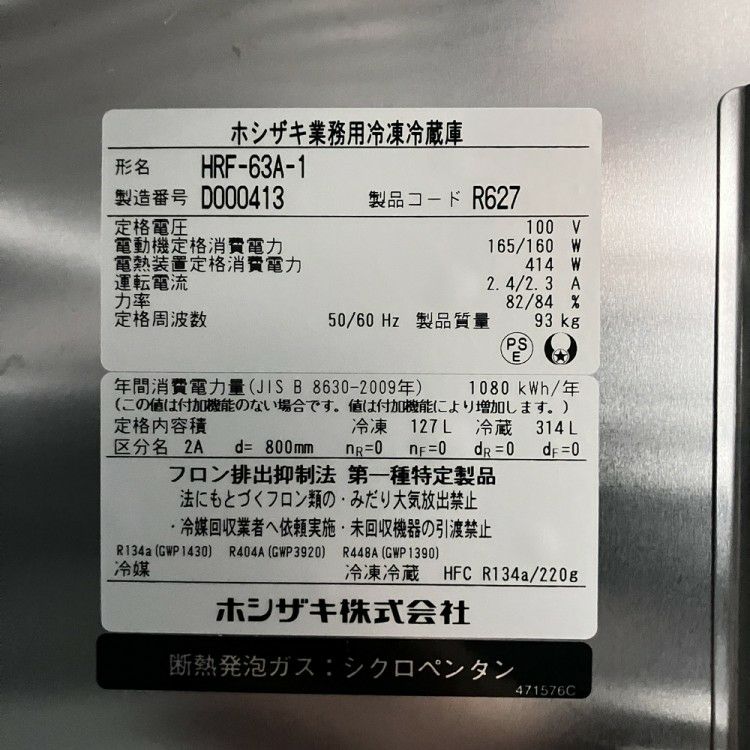 ホシザキ業務用冷凍冷蔵庫
形名 HRF-63A-1
製造番号 D000413 製品コード R627
定格電圧 100 V
電動機定格消費電力 165/160 W
電熱装置定格消費電力 414 W
運転電流 2.4/2.3 A
力率 82/84 %
定格周波数 50/60 Hz 製品質量 93 kg
PS
E
年間消費電力量(JIS B 8630-2009年) 1080 kWh/年
(この値は付加機能のない場合です。値は付加機能により増加します。)
定格内容積 冷凍 127L 冷蔵 314L
区分名 2A d= 800mm nR=0 nF=0 dR=0 dF=0
フロン排出抑制法 第一種特定製品
法にもとづくフロン類の・みだり大気放出禁止
・冷媒回収業者へ依頼実施・未回収機器の引渡禁止
R134a(GWP1430) R404A(GWP3920) R448A(GWP1390)
冷媒 冷凍冷蔵 HFC R134a/220g
ホシザキ株式会社
断熱発泡ガス：シクロペンタン
471576C